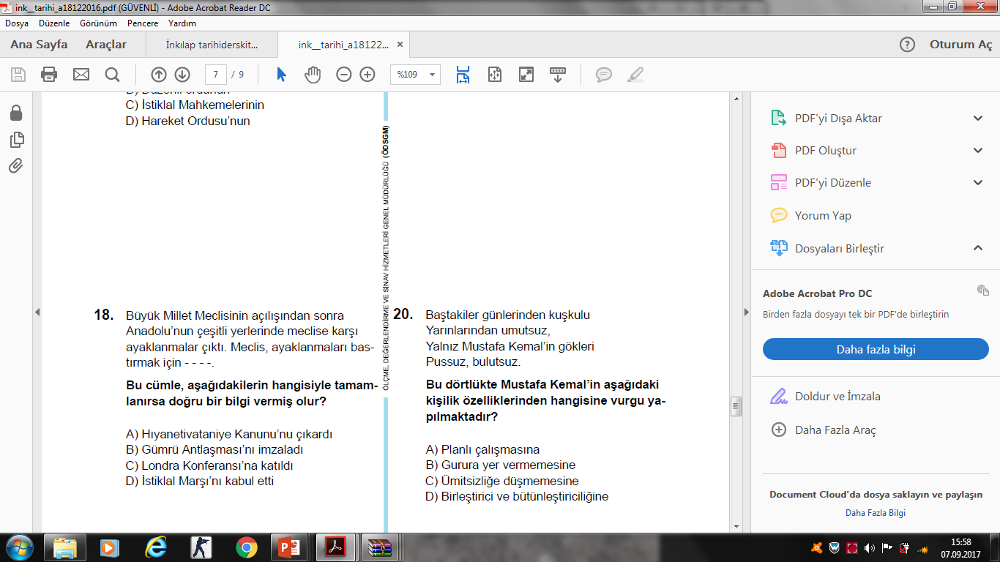 ink__tarihi_a18122016.pdf (GÜVENLİ) - Adobe Acrobat Reader DC
Dosya Düzenle Görünüm Pencere Yardım
Ana Sayfa Araçlar İnkılap tarihiderskit... ink__tarihi_a18122... × Oturum Aç
7 / 9 %109
C) İstiklal Mahkemelerinin
D) Hareket Ordusu’nun
ÖLÇME, DEĞERLENDİRME VE SINAV HİZMETLERİ GENEL MÜDÜRLÜĞÜ (ÖDSGM)
18. Büyük Millet Meclisinin açılışından sonra
Anadolu’nun çeşitli yerlerinde meclise karşı
ayaklanmalar çıktı. Meclis, ayaklanmaları bas-
tırmak için - - - -.
Bu cümle, aşağıdakilerin hangisiyle tamam-
lanırsa doğru bir bilgi vermiş olur?
A) Hıyanetivataniye Kanunu’nu çıkardı
B) Gümrü Antlaşması’nı imzaladı
C) Londra Konferansı’na katıldı
D) İstiklal Marşı’nı kabul etti
20. Baştakiler günlerinden kuşkulu
Yarınlarından umutsuz,
Yalnız Mustafa Kemal’in gökleri
Pussuz, bulutsuz.
Bu dörtlükte Mustafa Kemal’in aşağıdaki
kişilik özelliklerinden hangisine vurgu ya-
pılmaktadır?
A) Planlı çalışmasına
B) Gurura yer vermemesine
C) Ümitsizliğe düşmemesine
D) Birleştirici ve bütünleştiriciliğine
PDF'yi Dışa Aktar
PDF Oluştur
PDF'yi Düzenle
Yorum Yap
Dosyaları Birleştir
Adobe Acrobat Pro DC
Birden fazla dosyayı tek bir PDF'de birleştirin
Daha fazla bilgi
Doldur ve İmzala
Daha Fazla Araç
Document Cloud'da dosya saklayın ve paylaşın
Daha Fazla Bilgi
15:58
07.09.2017